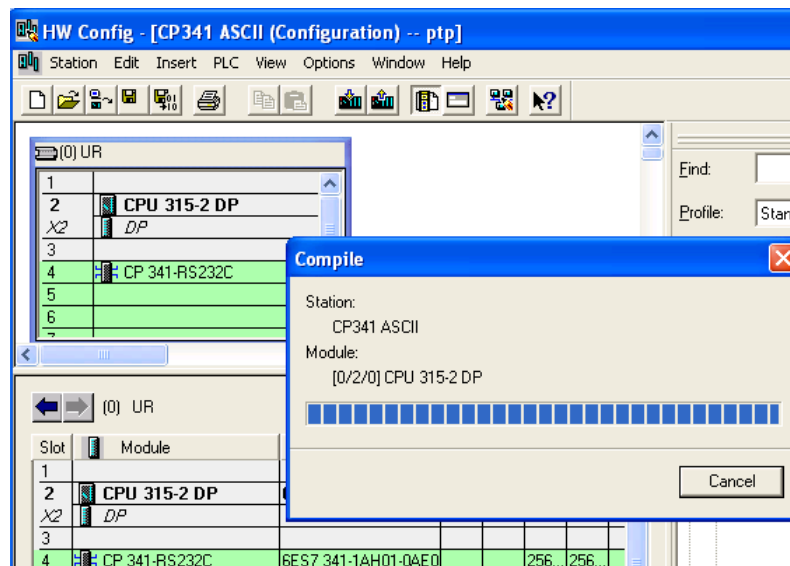 HW Config - [CP341 ASCII (Configuration) -- ptp]
Station Edit Insert PLC View Options Window Help
(0) UR
1
2 CPU 315-2 DP
X2 DP
3
4 CP 341-RS232C
5
6
Find:
Profile: Stan
Compile
Station:
CP341 ASCII
Module:
[0/2/0] CPU 315-2 DP
Cancel
(0) UR
Slot Module
1
2 CPU 315-2 DP
X2 DP
3
4 CP 341-RS232C 6ES7 341-1AH01-0AE0 256... 256...